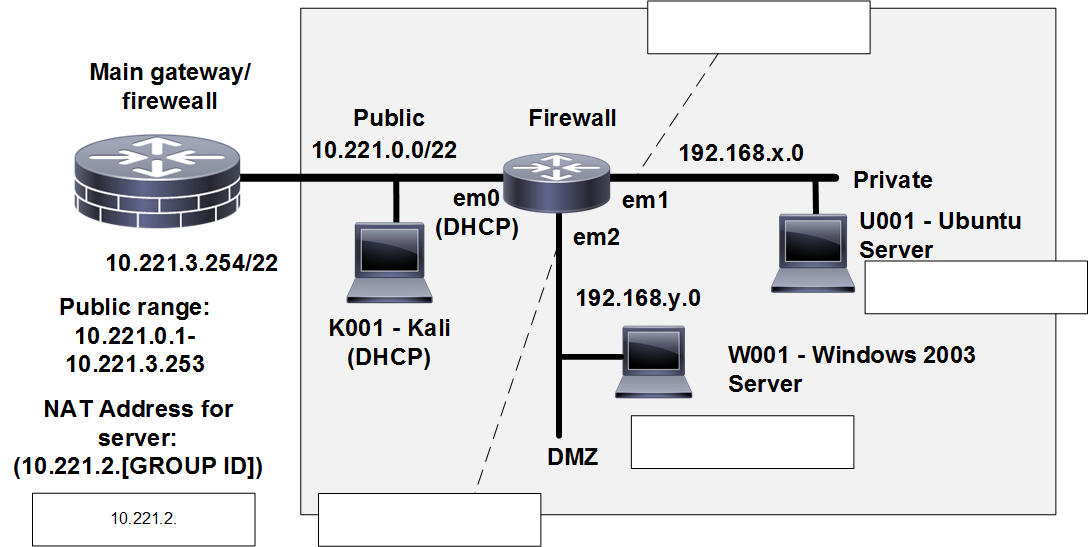 Main gateway/
fireweall
Public
10.221.0.0/22
Firewall
192.168.x.0
Private
em0
(DHCP)
em1
em2
U001 - Ubuntu
Server
10.221.3.254/22
Public range:
10.221.0.1-
10.221.3.253
K001 - Kali
(DHCP)
192.168.y.0
W001 - Windows 2003
Server
NAT Address for
server:
(10.221.2.[GROUP ID])
DMZ
10.221.2.